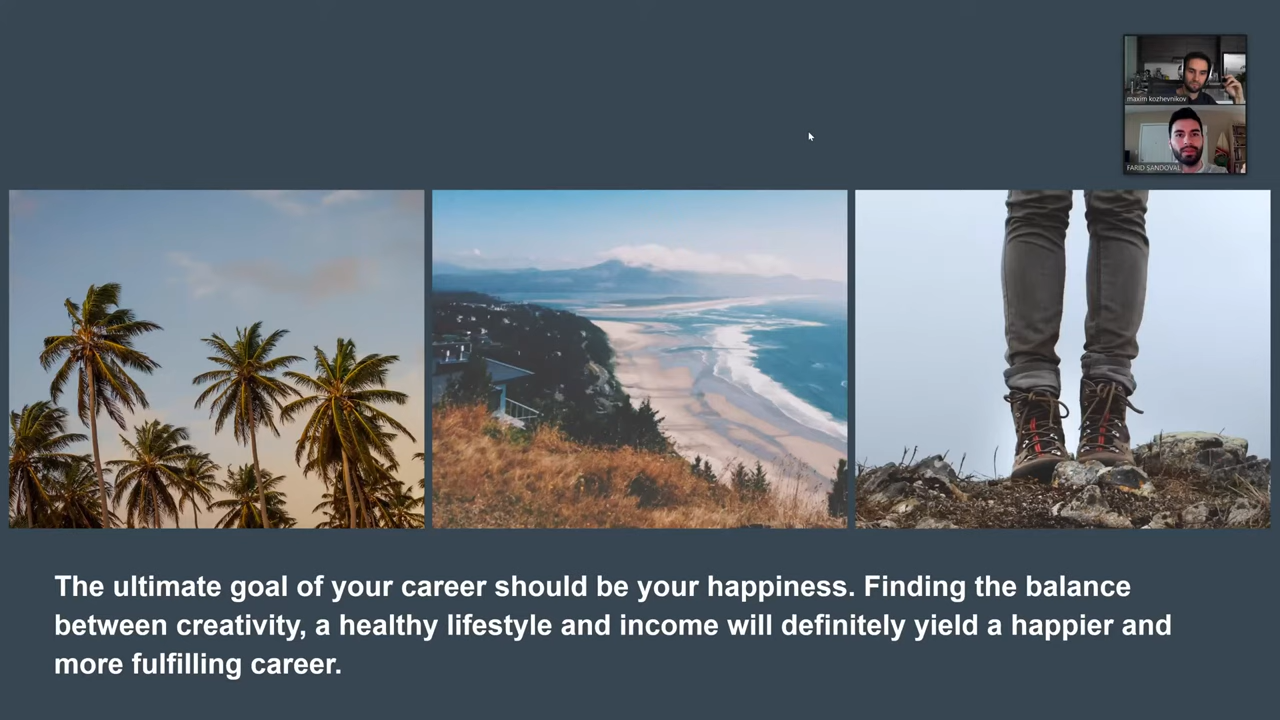 maxim kozhevnikov
FARID SANDOVAL
The ultimate goal of your career should be your happiness. Finding the balance
between creativity, a healthy lifestyle and income will definitely yield a happier and
more fulfilling career.